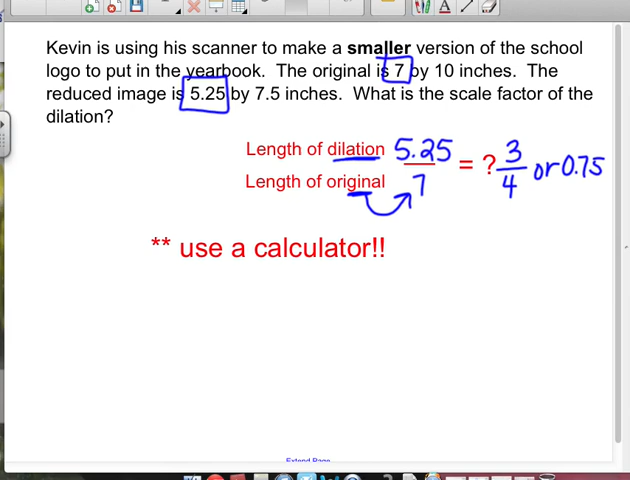 Kevin is using his scanner to make a smaller version of the school
logo to put in the yearbook. The original is 7 by 10 inches. The
reduced image is 5.25 by 7.5 inches. What is the scale factor of the
dilation?
Length of dilation 5.25
Length of original 7
= ? 3/4 or 0.75
** use a calculator!!
Extend Page